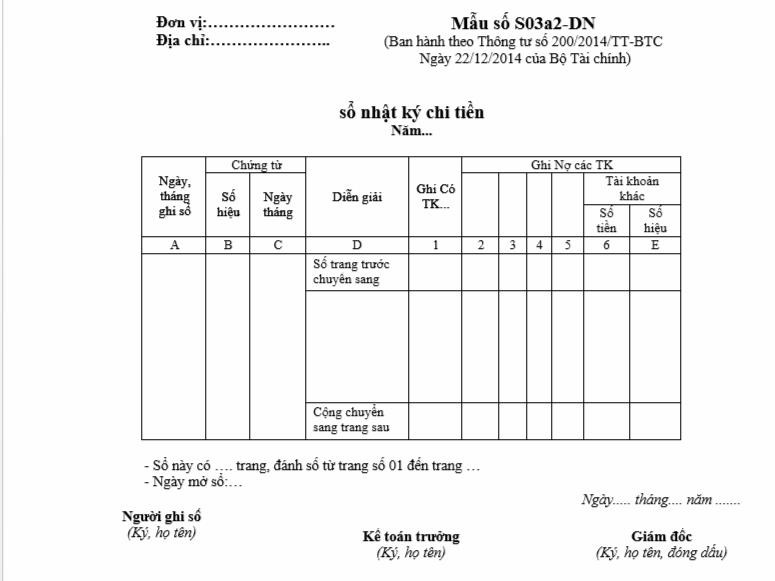 Đơn vị:……………………
Địa chỉ:…………………..
Mẫu số S03a2-DN
(Ban hành theo Thông tư số 200/2014/TT-BTC
Ngày 22/12/2014 của Bộ Tài chính)
sổ nhật ký chi tiền
Năm...
Ngày,
tháng
ghi sổ
Chứng từ
Số
hiệu
Ngày
tháng
Diễn giải
Ghi Có
TK...
Ghi Nợ các TK
Tài khoản
khác
Số
tiền
Số
hiệu
A B C D 1 2 3 4 5 6 E
Số trang trước
chuyển sang
Cộng chuyển
sang trang sau
- Sổ này có …. trang, đánh số từ trang số 01 đến trang …
- Ngày mở sổ:…
Ngày..... tháng.... năm .......
Người ghi sổ
(Ký, họ tên)
Kế toán trưởng
(Ký, họ tên)
Giám đốc
(Ký, họ tên, đóng dấu)